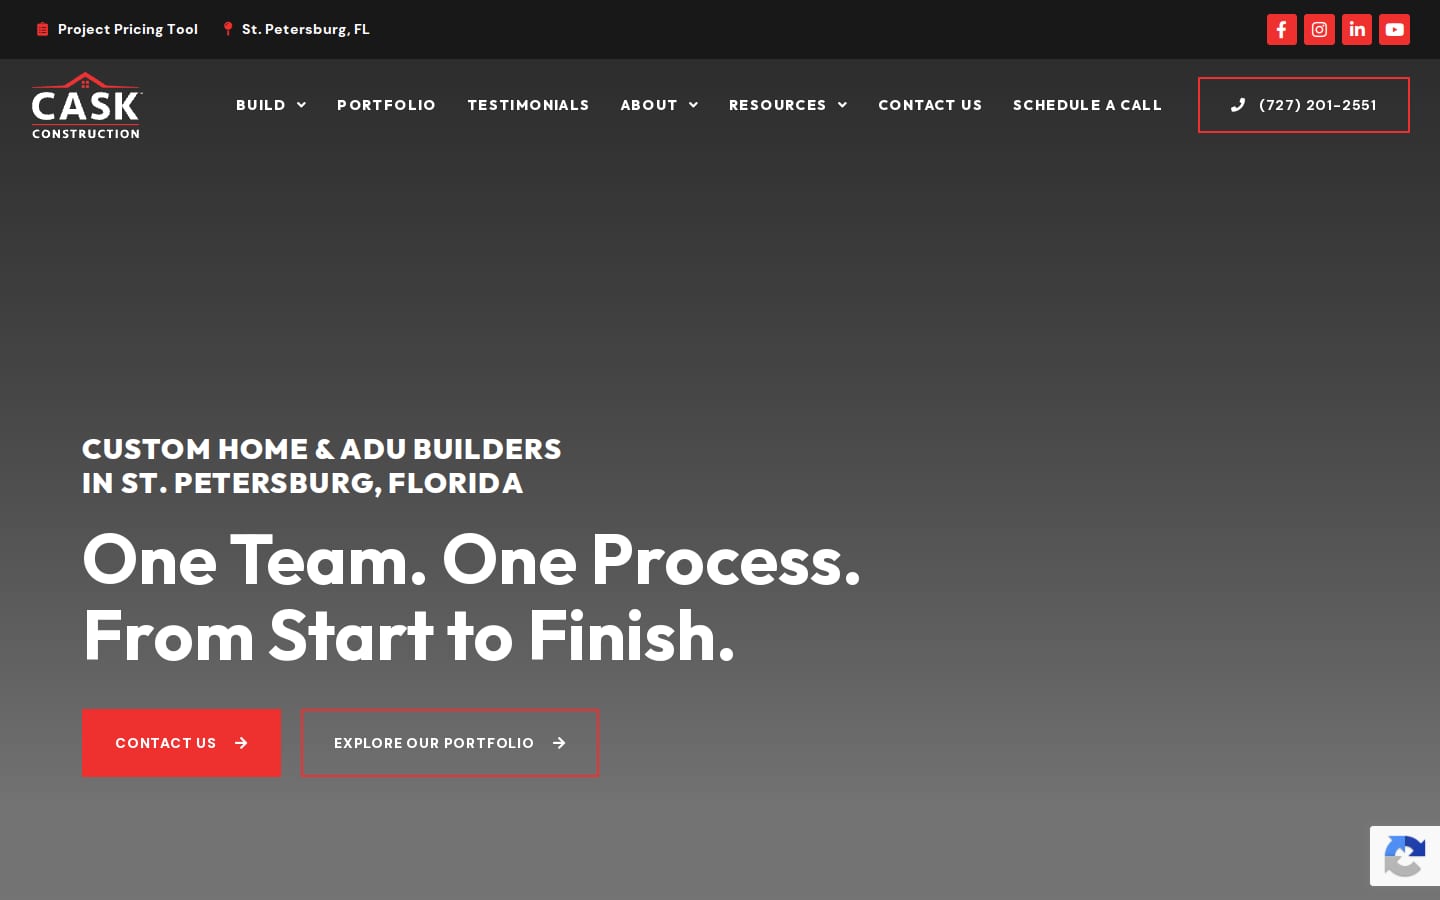 Project Pricing Tool
St. Petersburg, FL
CASK
CONSTRUCTION
BUILD
PORTFOLIO
TESTIMONIALS
ABOUT
RESOURCES
CONTACT US
SCHEDULE A CALL
(727) 201-2551
CUSTOM HOME & ADU BUILDERS
IN ST. PETERSBURG, FLORIDA
One Team. One Process.
From Start to Finish.
CONTACT US
EXPLORE OUR PORTFOLIO